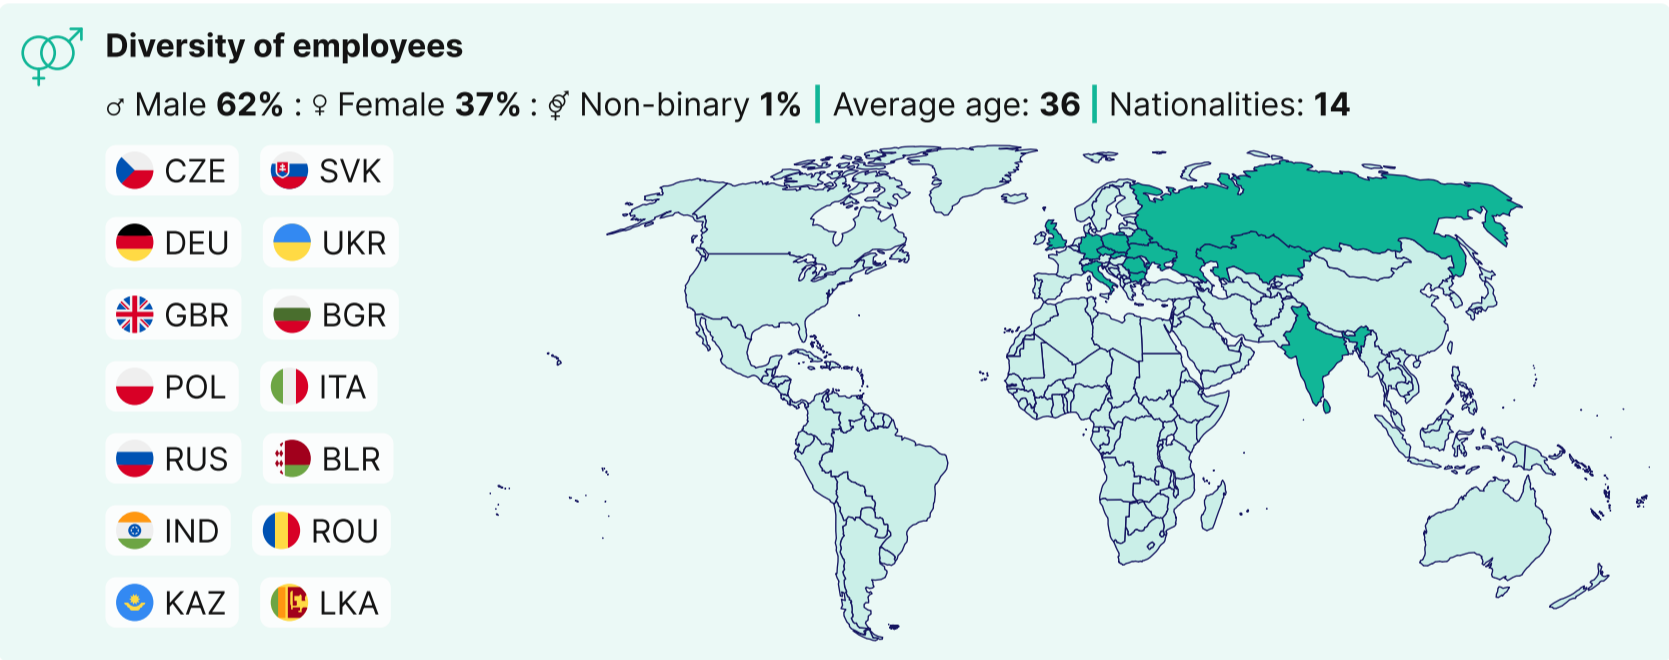 Diversity of employees
♂ Male 62% : ♀ Female 37% : ⚥ Non-binary 1% | Average age: 36 | Nationalities: 14
CZE SVK
DEU UKR
GBR BGR
POL ITA
RUS BLR
IND ROU
KAZ LKA